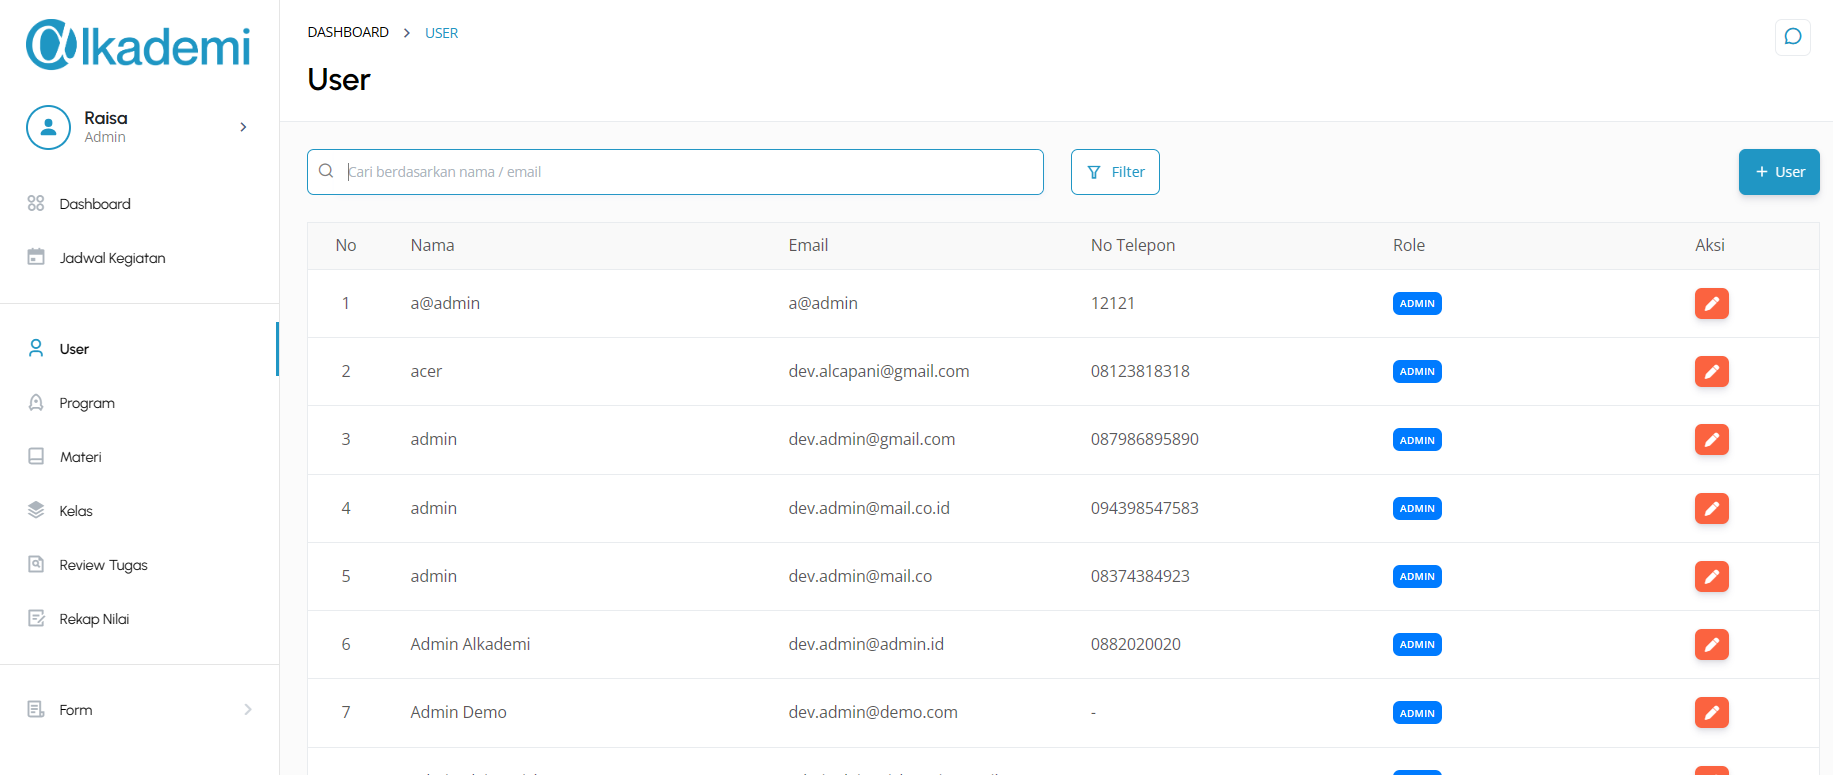 alkademi
Raisa
Admin
Dashboard
Jadwal Kegiatan
User
Program
Materi
Kelas
Review Tugas
Rekap Nilai
Form
DASHBOARD > USER
User
Cari berdasarkan nama / email
Filter
+ User
No Nama Email No Telepon Role Aksi
1 a@admin a@admin 12121 ADMIN
2 acer dev.alcapani@gmail.com 08123818318 ADMIN
3 admin dev.admin@gmail.com 087986895890 ADMIN
4 admin dev.admin@mail.co.id 094398547583 ADMIN
5 admin dev.admin@mail.co 08374384923 ADMIN
6 Admin Alkademi dev.admin@admin.id 0882020020 ADMIN
7 Admin Demo dev.admin@demo.com - ADMIN